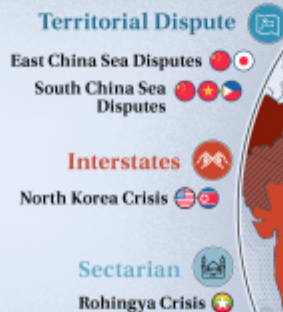 Territorial Dispute
East China Sea Disputes
South China Sea
Disputes
Interstates
North Korea Crisis
Sectarian
Rohingya Crisis